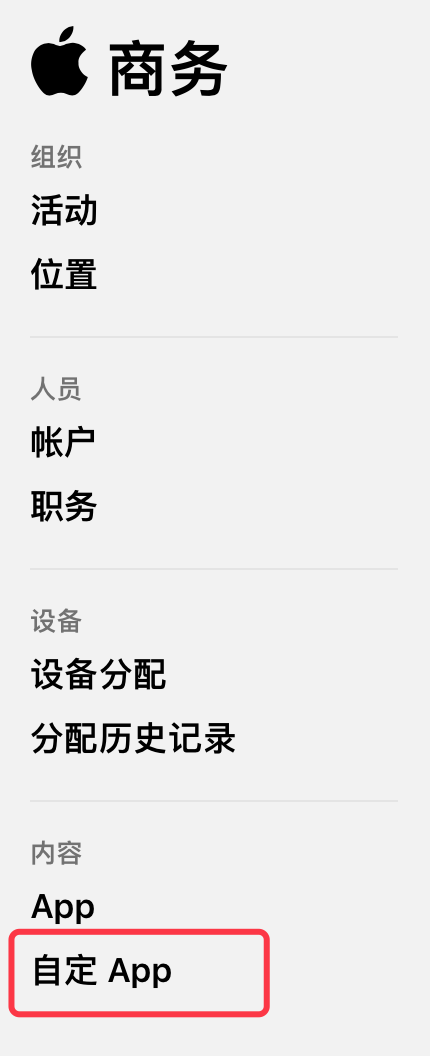 商务
组织
活动
位置
人员
帐户
职务
设备
设备分配
分配历史记录
内容
App
自定 App